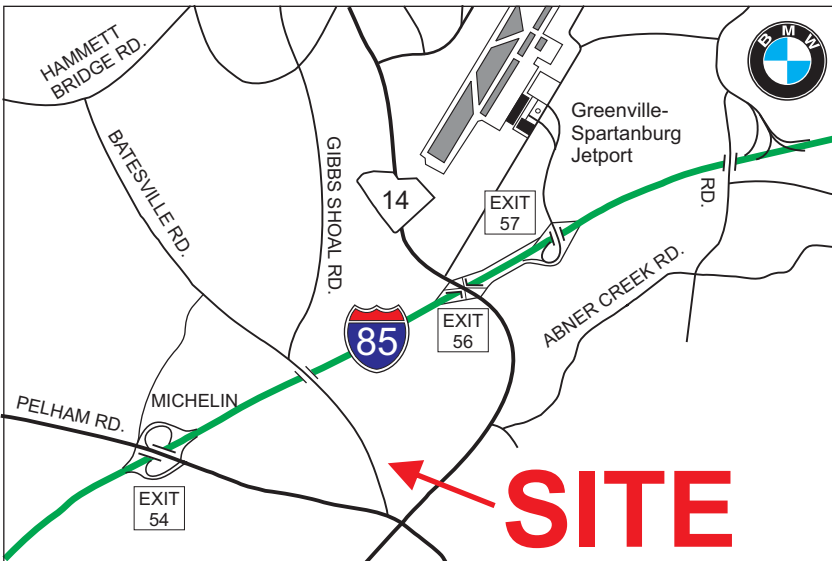 HAMMETT
BRIDGE RD.
BMW
Greenville-
Spartanburg
Jetport
BATESVILLE RD.
GIBBS SHOAL RD.
14
EXIT
57
RD.
ABNER CREEK RD.
85
EXIT
56
MICHELIN
PELHAM RD.
EXIT
54
SITE